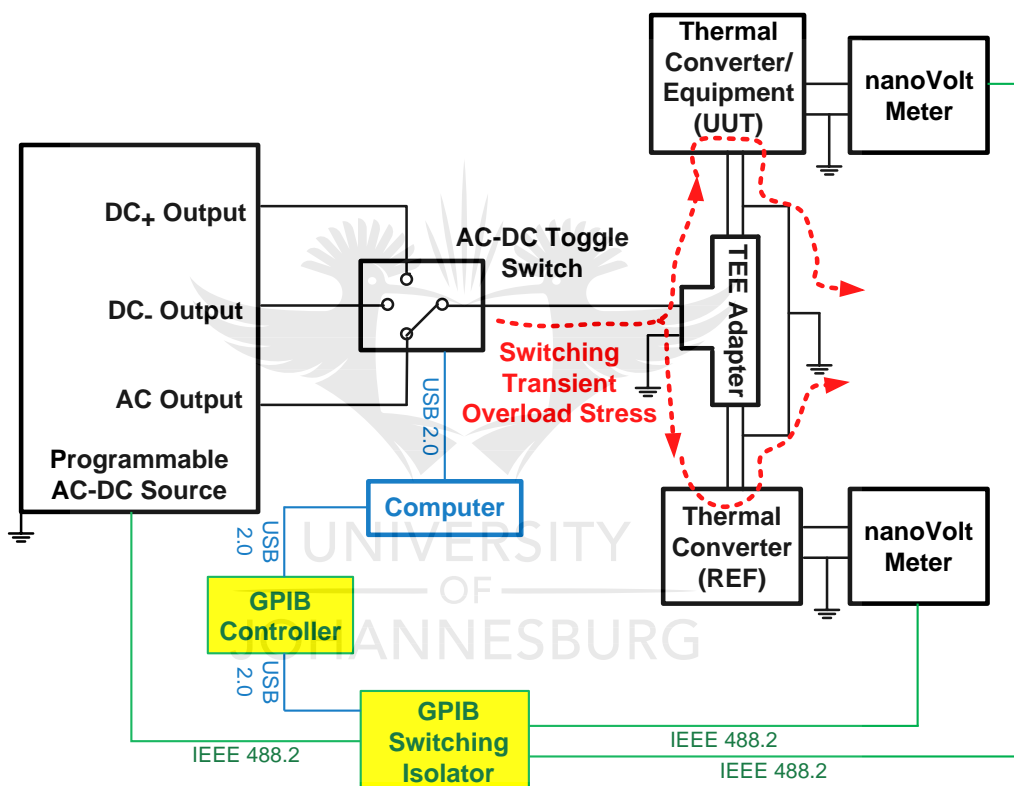 Thermal
Converter/
Equipment
(UUT)
nanoVolt
Meter
DC+ Output
DC- Output
AC Output
Programmable
AC-DC Source
AC-DC Toggle
Switch
USB 2.0
TEE Adapter
Switching
Transient
Overload Stress
Computer
USB
2.0
Thermal
Converter
(REF)
nanoVolt
Meter
UNIVERSITY
OF
JOHANNESBURG
GPIB
Controller
USB
2.0
GPIB
Switching
Isolator
IEEE 488.2
IEEE 488.2
IEEE 488.2